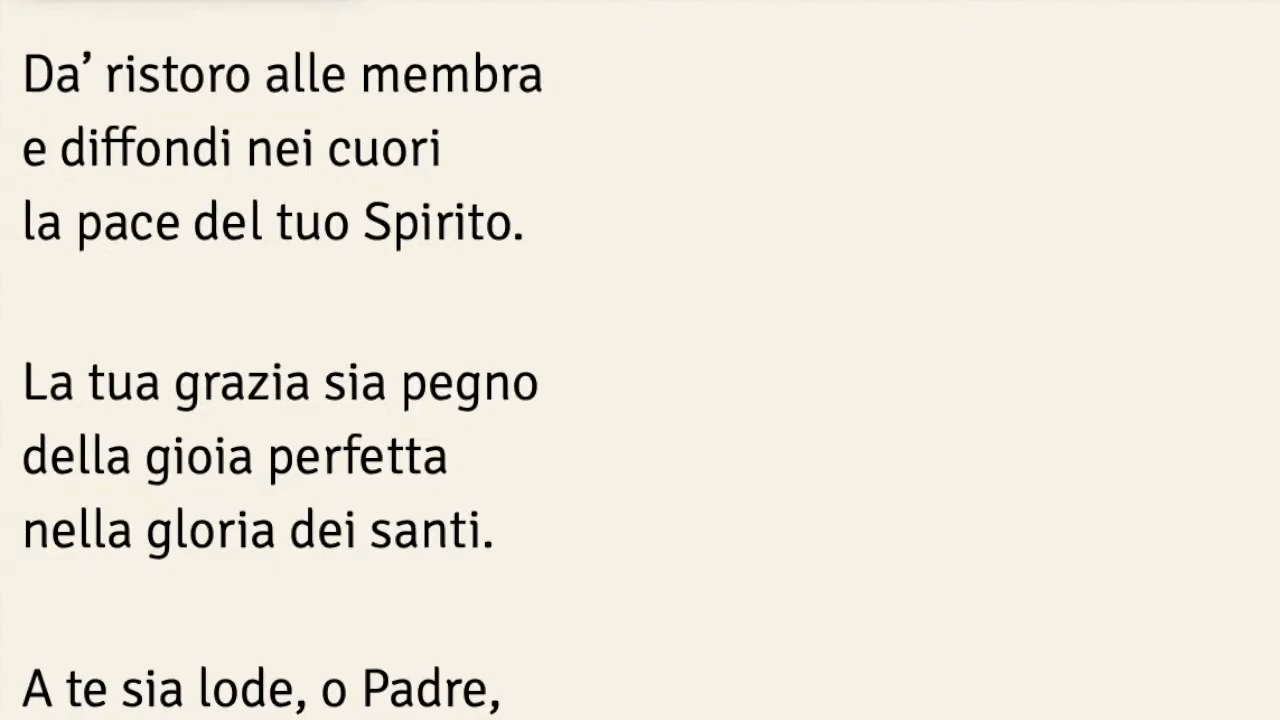 Da’ ristoro alle membra
e diffondi nei cuori
la pace del tuo Spirito.
La tua grazia sia pegno
della gioia perfetta
nella gloria dei santi.
A te sia lode, o Padre,